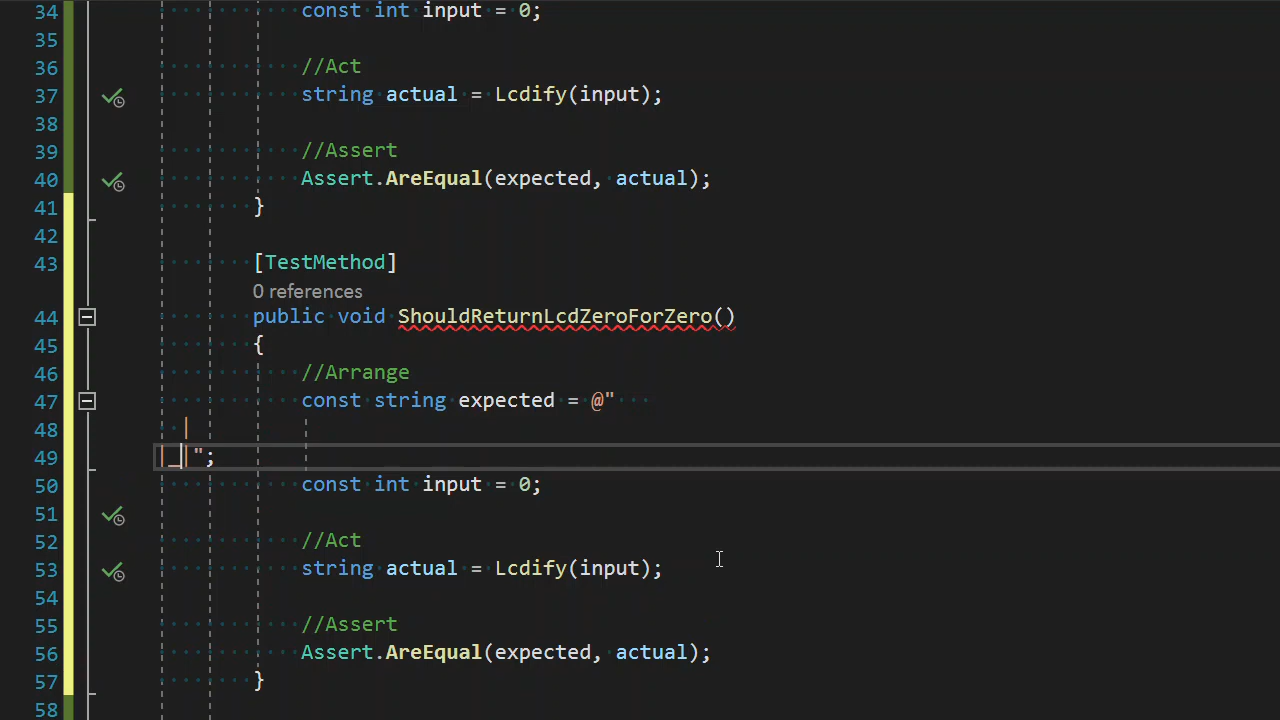 34 const int input = 0;
35
36 //Act
37 string actual = Lcdify(input);
38
39 //Assert
40 Assert.AreEqual(expected, actual);
41 }
42
43 [TestMethod]
0 references
44 public void ShouldReturnLcdZeroForZero()
45 {
46 //Arrange
47 const string expected = @"   
48   |
49 |_|";
50 const int input = 0;
51
52 //Act
53 string actual = Lcdify(input);
54
55 //Assert
56 Assert.AreEqual(expected, actual);
57 }
58